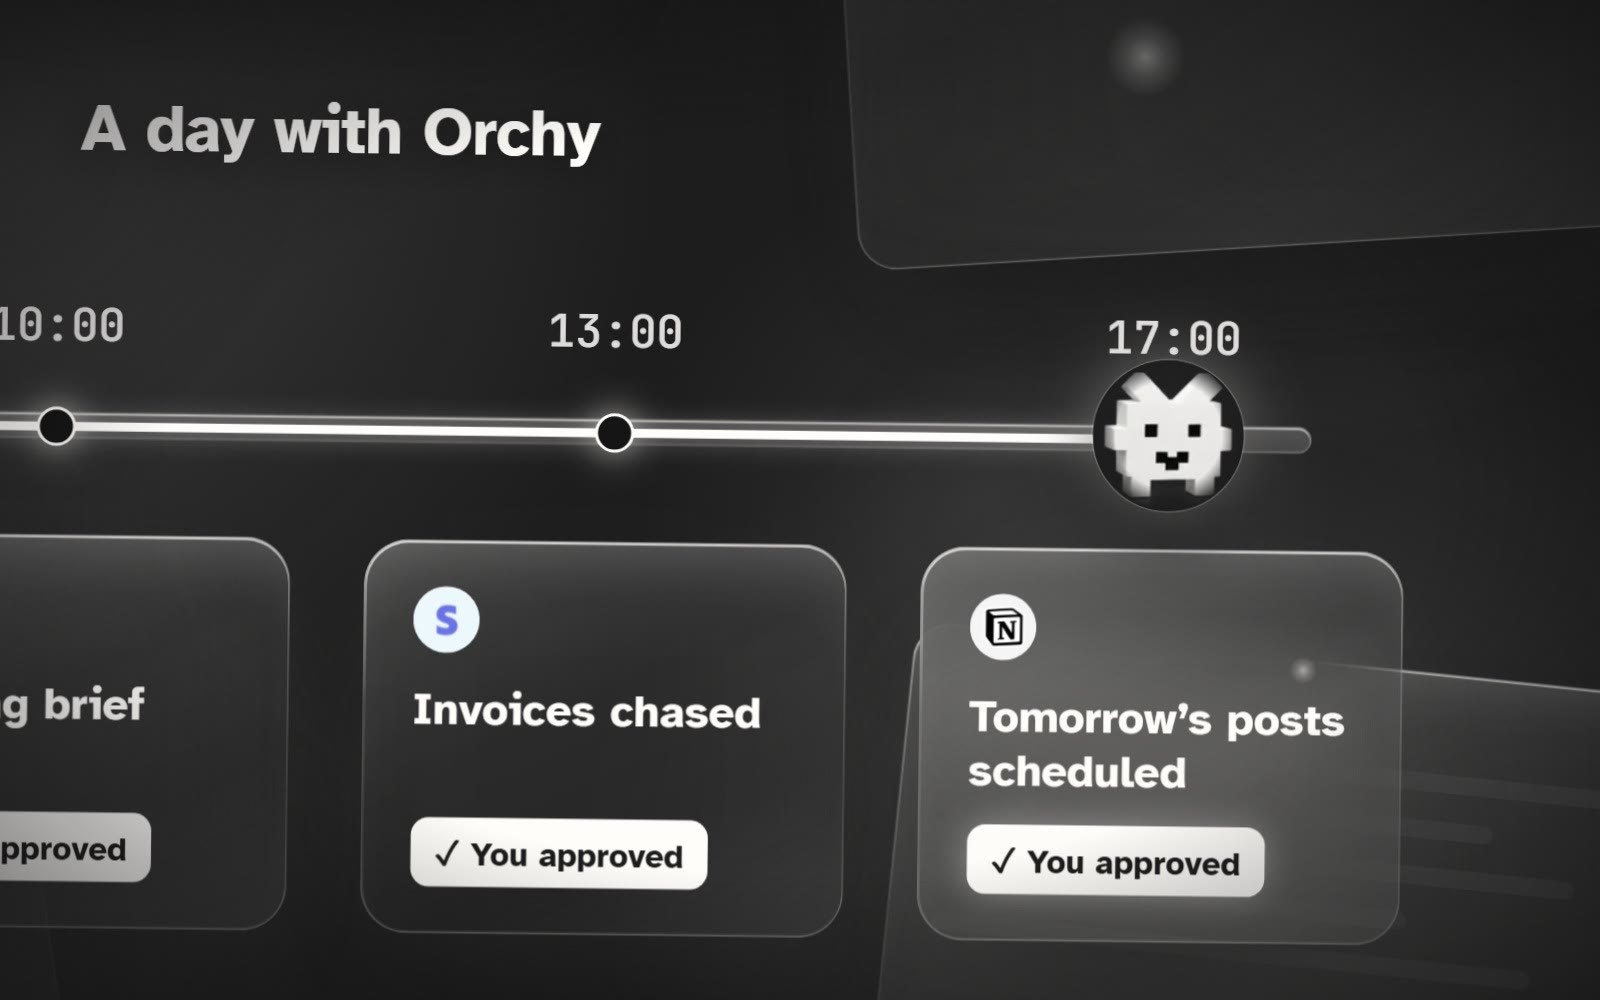 A day with Orchy
10:00
13:00
17:00
S
N
brief
Invoices chased
Tomorrow’s posts
scheduled
✓ You approved
✓ You approved